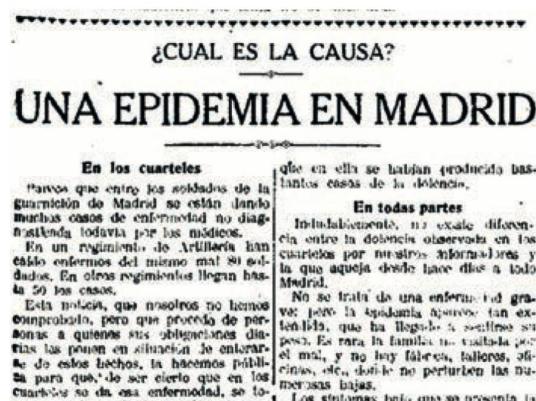 ¿CUAL ES LA CAUSA?
UNA EPIDEMIA EN MADRID
En los cuarteles
Parece que entre los soldados de la
guarnición de Madrid se están dando
muchos casos de enfermedad no diag-
nosticada todavía por los médicos.
En un regimiento de Artillería han
caído enfermos del mismo mal 80 sol-
dados. En otros regimientos llegan has-
ta 50 los casos.
Esta noticia, que nosotros no hemos
comprobado, pero que procede de per-
sonas a quienes sus obligaciones dia-
rias las ponen en situación de enterar-
se de estos hechos, la hacemos públi-
ca para que, de ser cierto que en los
cuarteles se da esa enfermedad, se to-
que en ella se habían producido bas-
tantes casos de la dolencia.
En todas partes
Indudablemente, no existe diferen-
cia entre la dolencia observada en los
cuarteles por nuestros informadores y
la que aqueja desde hace días a todo
Madrid.
No se trata de una enfermedad gra-
ve; pero la epidemia aparece tan ex-
tendida, que ha llegado a sentirse su
peso. Es rara la familia no visitada por
el mal, y no hay fábrica, talleres, ofi-
cinas, etc., donde no perturben las nu-
merosas bajas.
Los síntomas bajo que se presenta la